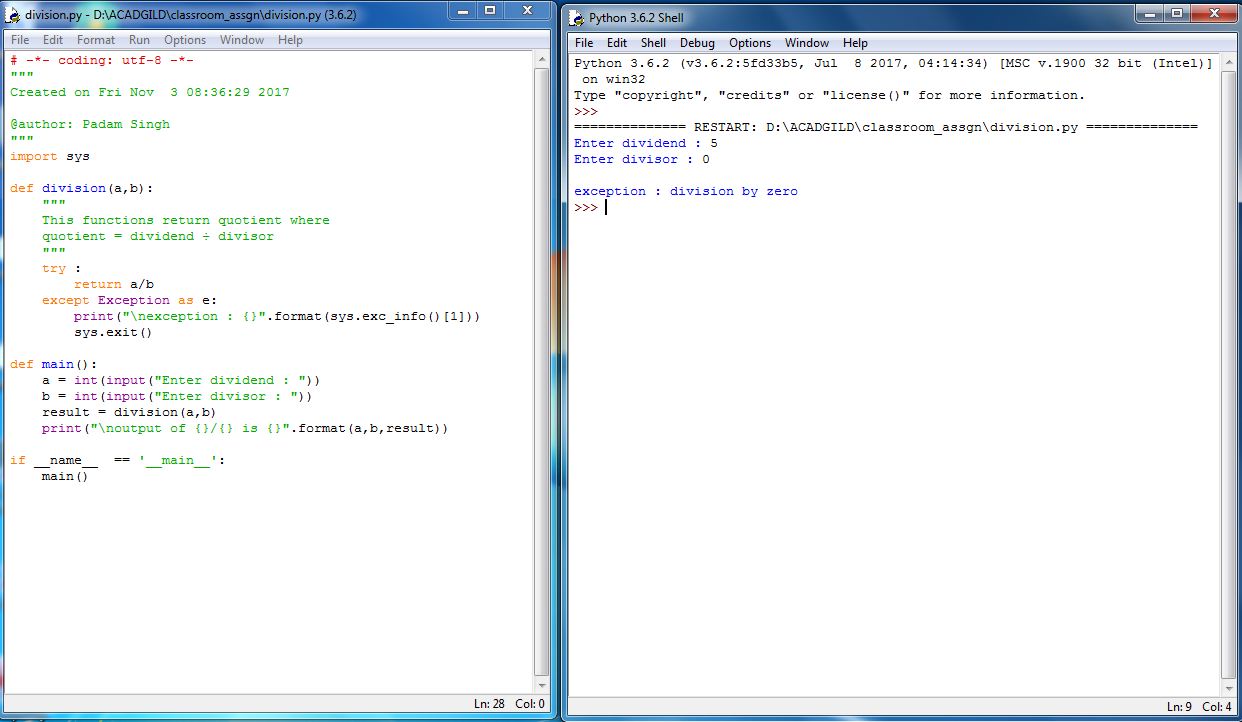 division.py - D:\ACADGILD\classroom_assgn\division.py (3.6.2)
File Edit Format Run Options Window Help
# -*- coding: utf-8 -*-
"""
Created on Fri Nov  3 08:36:29 2017

@author: Padam Singh
"""
import sys

def division(a,b):
    """
    This functions return quotient where
    quotient = dividend ÷ divisor
    """
    try :
        return a/b
    except Exception as e:
        print("\nexception : {}".format(sys.exc_info()[1]))
        sys.exit()

def main():
    a = int(input("Enter dividend : "))
    b = int(input("Enter divisor : "))
    result = division(a,b)
    print("\noutput of {}/{} is {}".format(a,b,result))

if __name__  == '__main__':
    main()
Ln: 28 Col: 0
Python 3.6.2 Shell
File Edit Shell Debug Options Window Help
Python 3.6.2 (v3.6.2:5fd33b5, Jul  8 2017, 04:14:34) [MSC v.1900 32 bit (Intel)]
 on win32
Type "copyright", "credits" or "license()" for more information.
>>>
============== RESTART: D:\ACADGILD\classroom_assgn\division.py ==============
Enter dividend : 5
Enter divisor : 0

exception : division by zero
>>>
Ln: 9 Col: 4